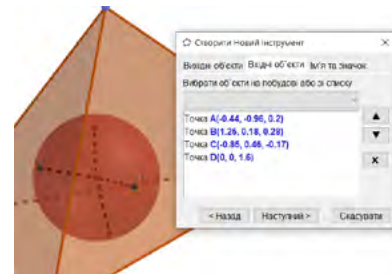 Створити Новий Інструмент
Вихідні об'єкти Вхідні об'єкти Ім'я та значок
Вибрати об'єкти на побудові або зі списку
Точка A(-0.44, -0.96, 0.2)
Точка B(1.26, 0.18, 0.28)
Точка C(-0.85, 0.46, -0.17)
Точка D(0, 0, 1.6)
< Назад Наступний > Скасувати